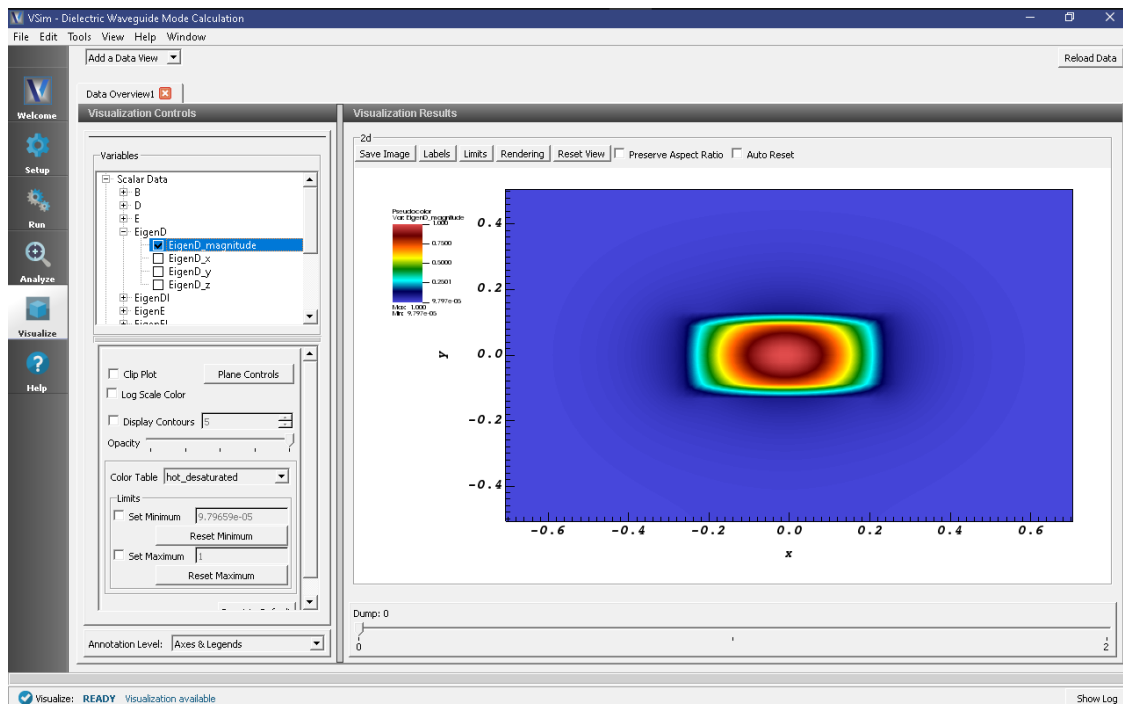 VSim - Dielectric Waveguide Mode Calculation
File Edit Tools View Help Window
Add a Data View
Reload Data
Data Overview1
Welcome
Setup
Run
Analyze
Visualize
Help
Visualization Controls
Variables
Scalar Data
B
D
E
EigenD
EigenD_magnitude
EigenD_x
EigenD_y
EigenD_z
EigenDI
EigenE
Clip Plot
Plane Controls
Log Scale Color
Display Contours 5
Opacity
Color Table hot_desaturated
Limits
Set Minimum 9.79659e-05
Reset Minimum
Set Maximum 1
Reset Maximum
Annotation Level: Axes & Legends
Visualization Results
2d
Save Image Labels Limits Rendering Reset View Preserve Aspect Ratio Auto Reset
Pseudocolor
Var: EigenD_magnitude
1.000
0.7500
0.5000
0.2501
9.797e-05
Max: 1.000
Min: 9.797e-05
0.4
0.2
y
0.0
-0.2
-0.4
-0.6 -0.4 -0.2 0.0 0.2 0.4 0.6
x
Dump: 0
0 2
Visualize: READY Visualization available
Show Log